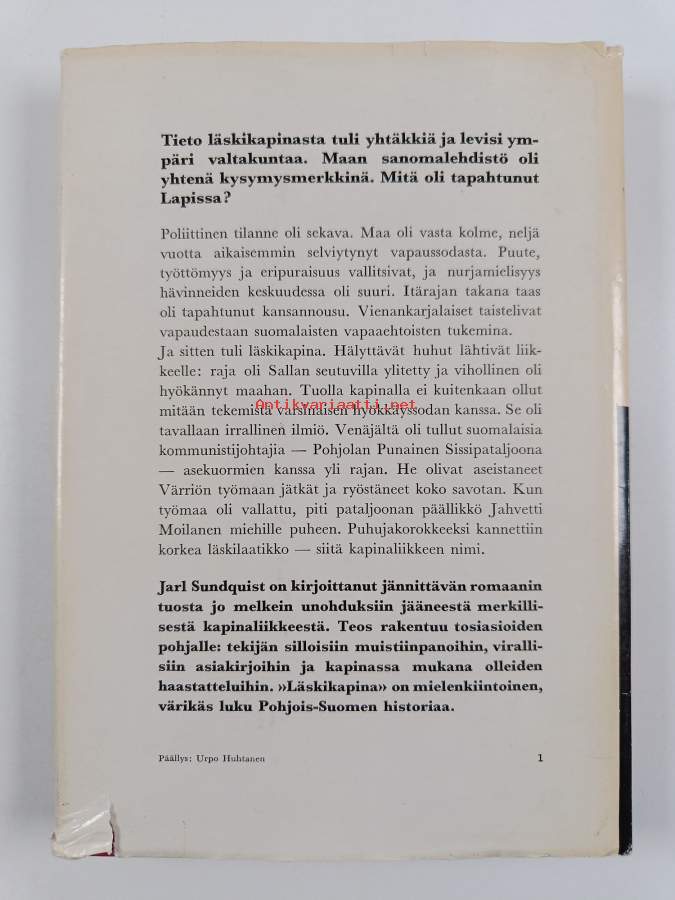 Tieto läskikapinasta tuli yhtäkkiä ja levisi ym-
päri valtakuntaa. Maan sanomalehdistö oli
yhtenä kysymysmerkkinä. Mitä oli tapahtunut
Lapissa?
Poliittinen tilanne oli sekava. Maa oli vasta kolme, neljä
vuotta aikaisemmin selviytynyt vapaussodasta. Puute,
työttömyys ja eripuraisuus vallitsivat, ja nurjamielisyys
hävinneiden keskuudessa oli suuri. Itärajan takana taas
oli tapahtunut kansannousu. Vienankarjalaiset taistelivat
vapaudestaan suomalaisten vapaaehtoisten tukemina.
Ja sitten tuli läskikapina. Hälyttävät huhut lähtivät liik-
keelle: raja oli Sallan seutuvilla ylitetty ja vihollinen oli
hyökännyt maahan. Tuolla kapinalla ei kuitenkaan ollut
Antikvariaatti.net
mitään tekemistä varsinaisen hyökkäyssodan kanssa. Se oli
tavallaan irrallinen ilmiö. Venäjältä oli tullut suomalaisia
kommunistijohtajia — Pohjolan Punainen Sissipataljoona
— asekuormien kanssa yli rajan. He olivat aseistaneet
Värriön työmaan jätkät ja ryöstäneet koko savotan. Kun
työmaa oli vallattu, piti pataljoonan päällikkö Jahvetti
Moilanen miehille puheen. Puhujakorokkeeksi kannettiin
korkea läskilaatikko — siitä kapinaliikkeen nimi.
Jarl Sundquist on kirjoittanut jännittävän romaanin
tuosta jo melkein unohduksiin jääneestä merkilli-
sestä kapinaliikkeestä. Teos rakentuu tosiasioiden
pohjalle: tekijän silloisiin muistiinpanoihin, viralli-
siin asiakirjoihin ja kapinassa mukana olleiden
haastatteluihin. »Läskikapina» on mielenkiintoinen,
värikäs luku Pohjois-Suomen historiaa.
Päällys: Urpo Huhtanen 1